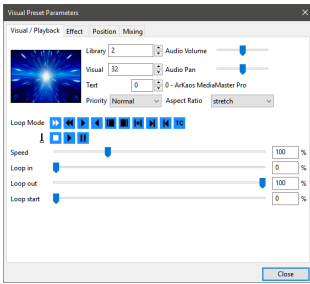 Visual Preset Parameters
Visual / Playback Effect Position Mixing
Library 2 Audio Volume
Visual 32 Audio Pan
Text 0 0 - ArKaos MediaMaster Pro
Priority Normal Aspect Ratio stretch
Loop Mode TC
Speed 100 %
Loop in 0 %
Loop out 100 %
Loop start 0 %
Close